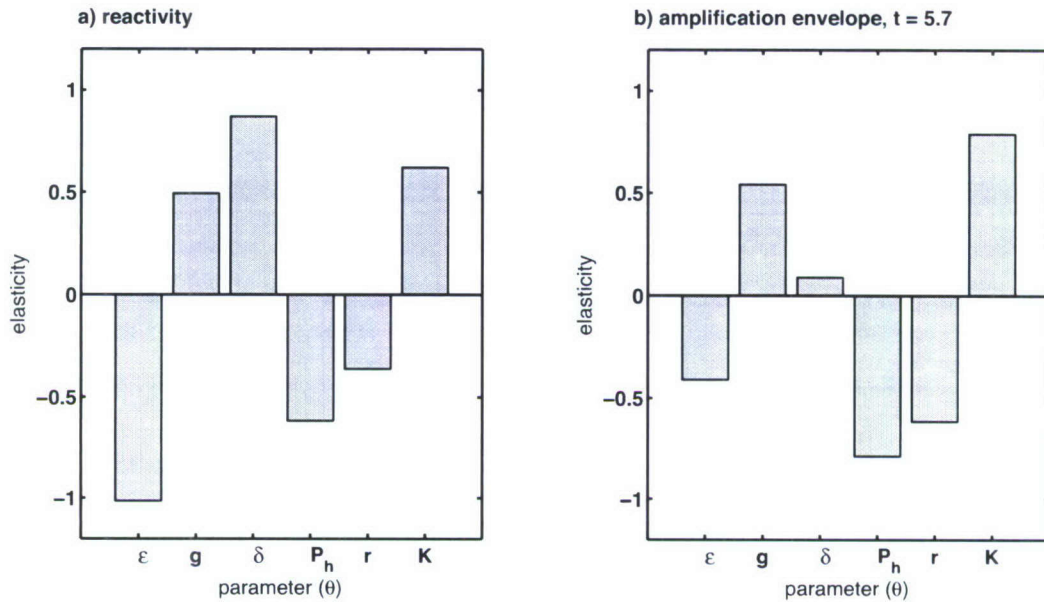 a) reactivity
1
0.5
0
−0.5
−1
elasticity
ε g δ P_h r K
parameter (θ)
b) amplification envelope, t = 5.7
1
0.5
0
−0.5
−1
elasticity
ε g δ P_h r K
parameter (θ)